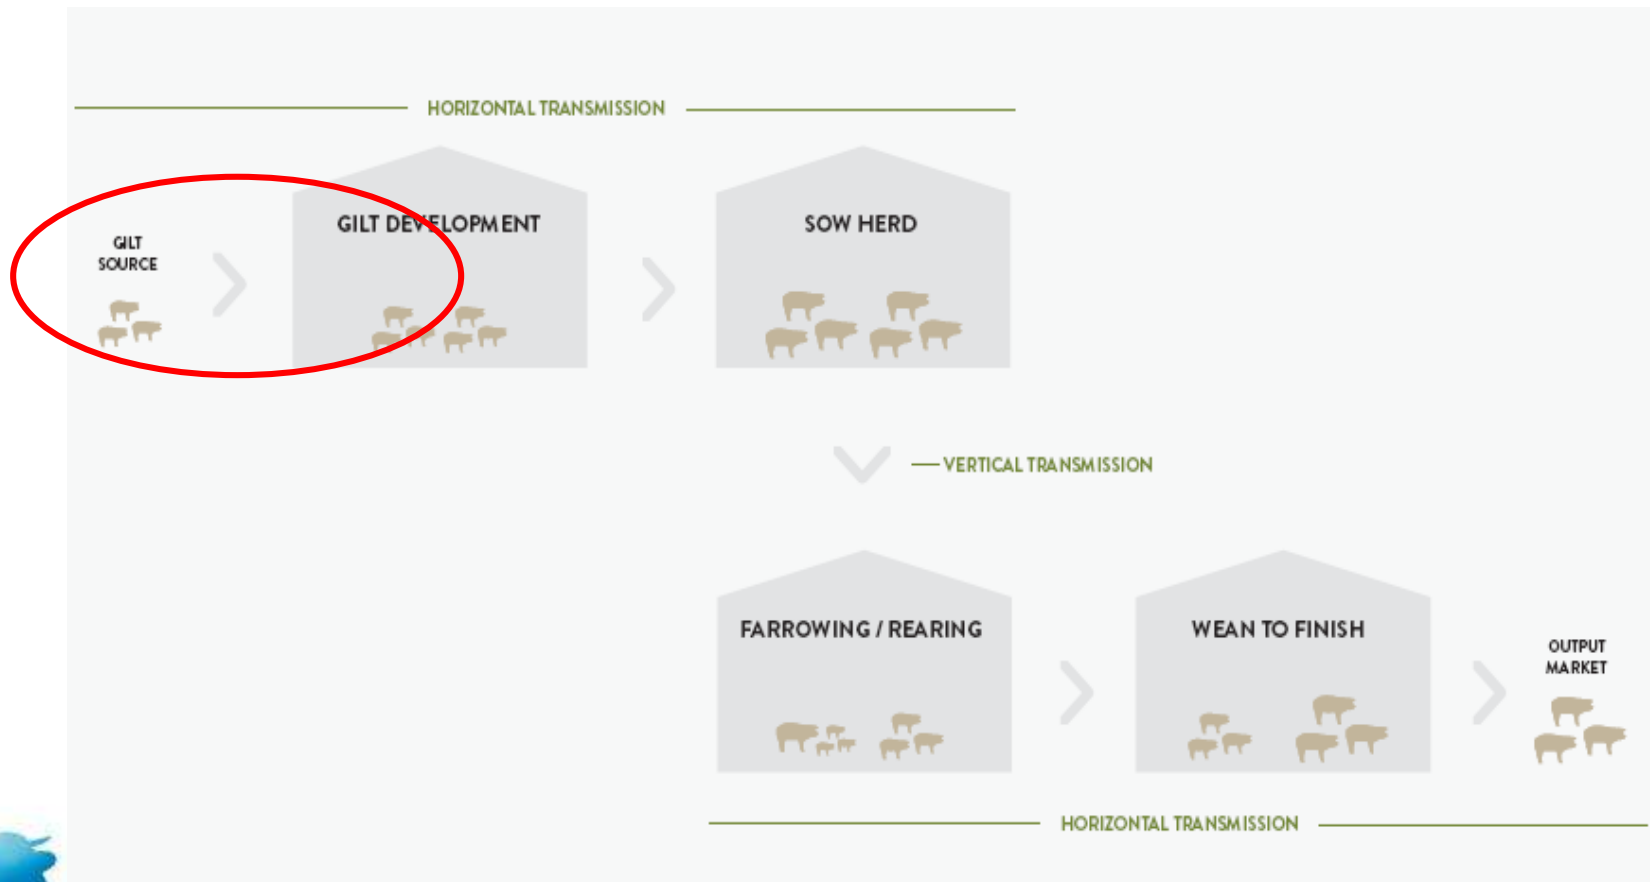 HORIZONTAL TRANSMISSION
GILT DEVELOPMENT
SOW HERD
GILT
SOURCE
VERTICAL TRANSMISSION
FARROWING / REARING
WEAN TO FINISH
OUTPUT
MARKET
HORIZONTAL TRANSMISSION